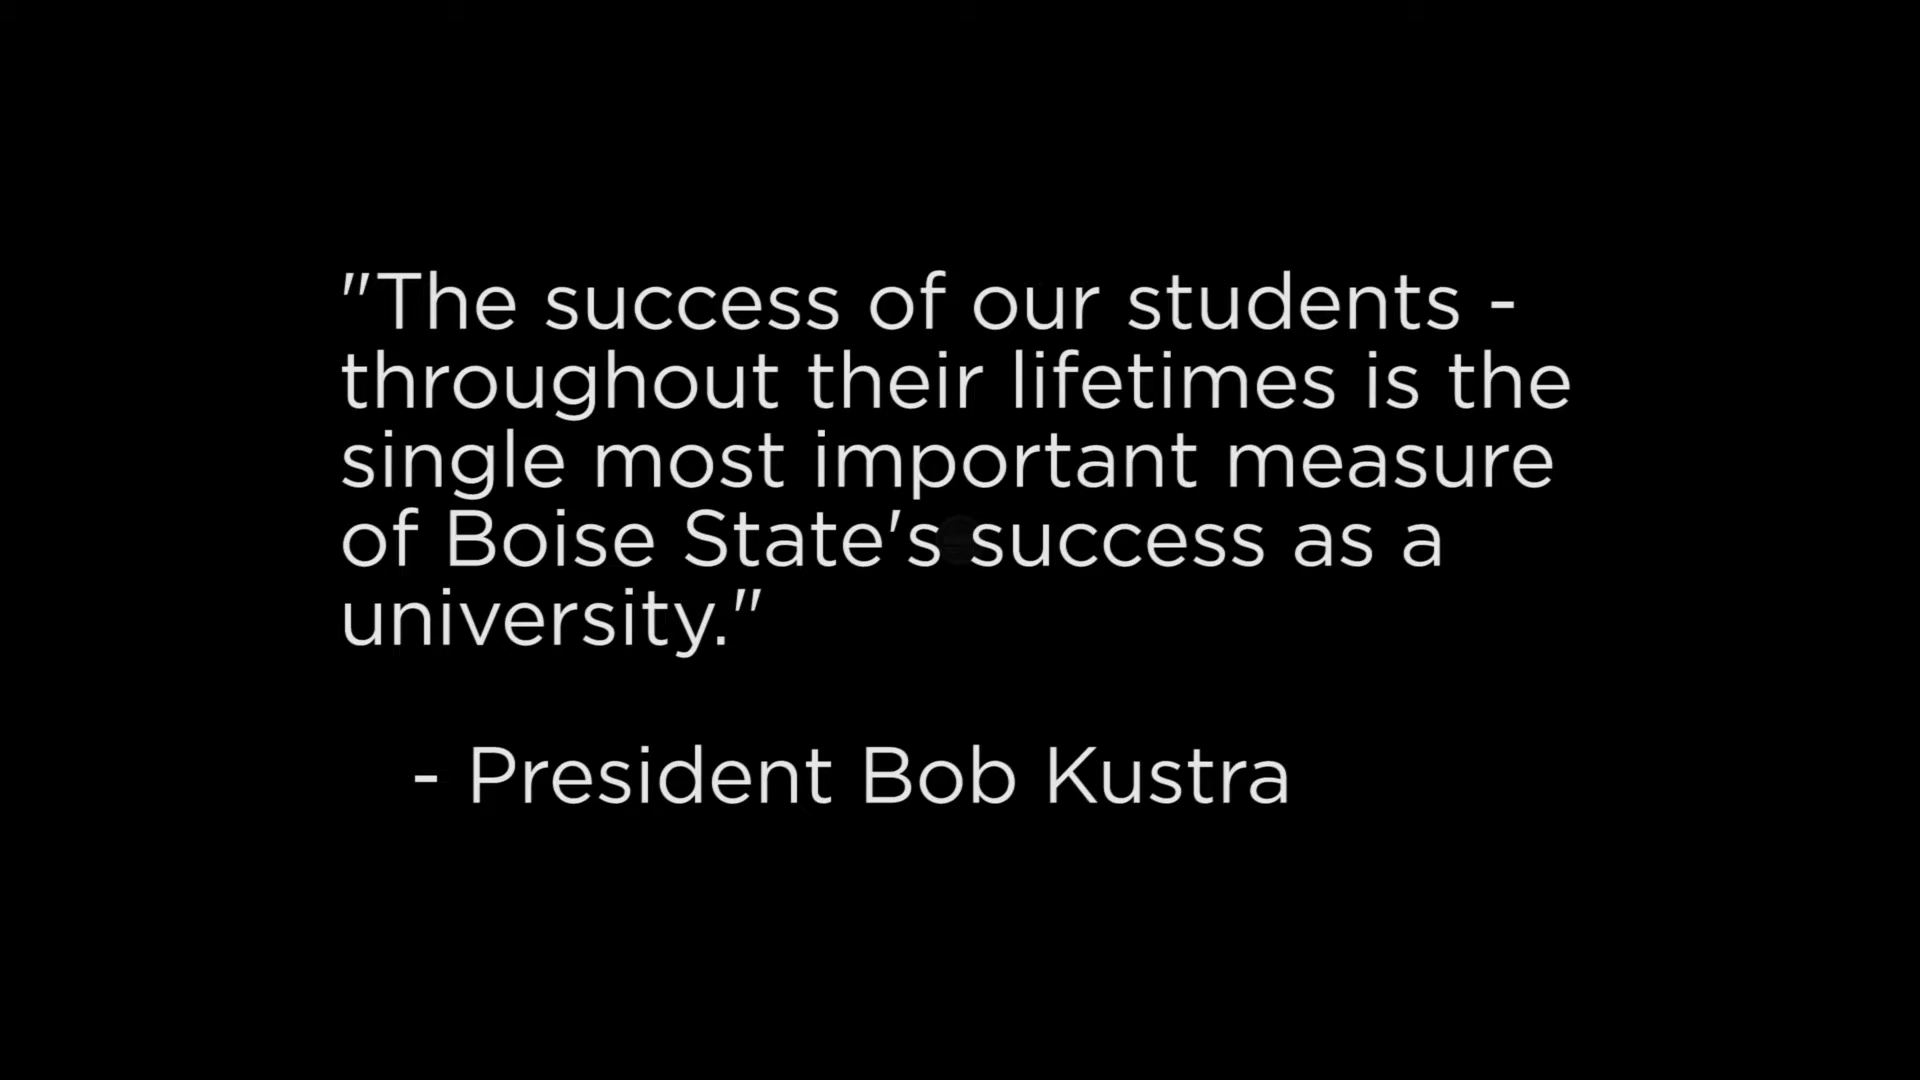 "The success of our students -
throughout their lifetimes is the
single most important measure
of Boise State's success as a
university."
- President Bob Kustra